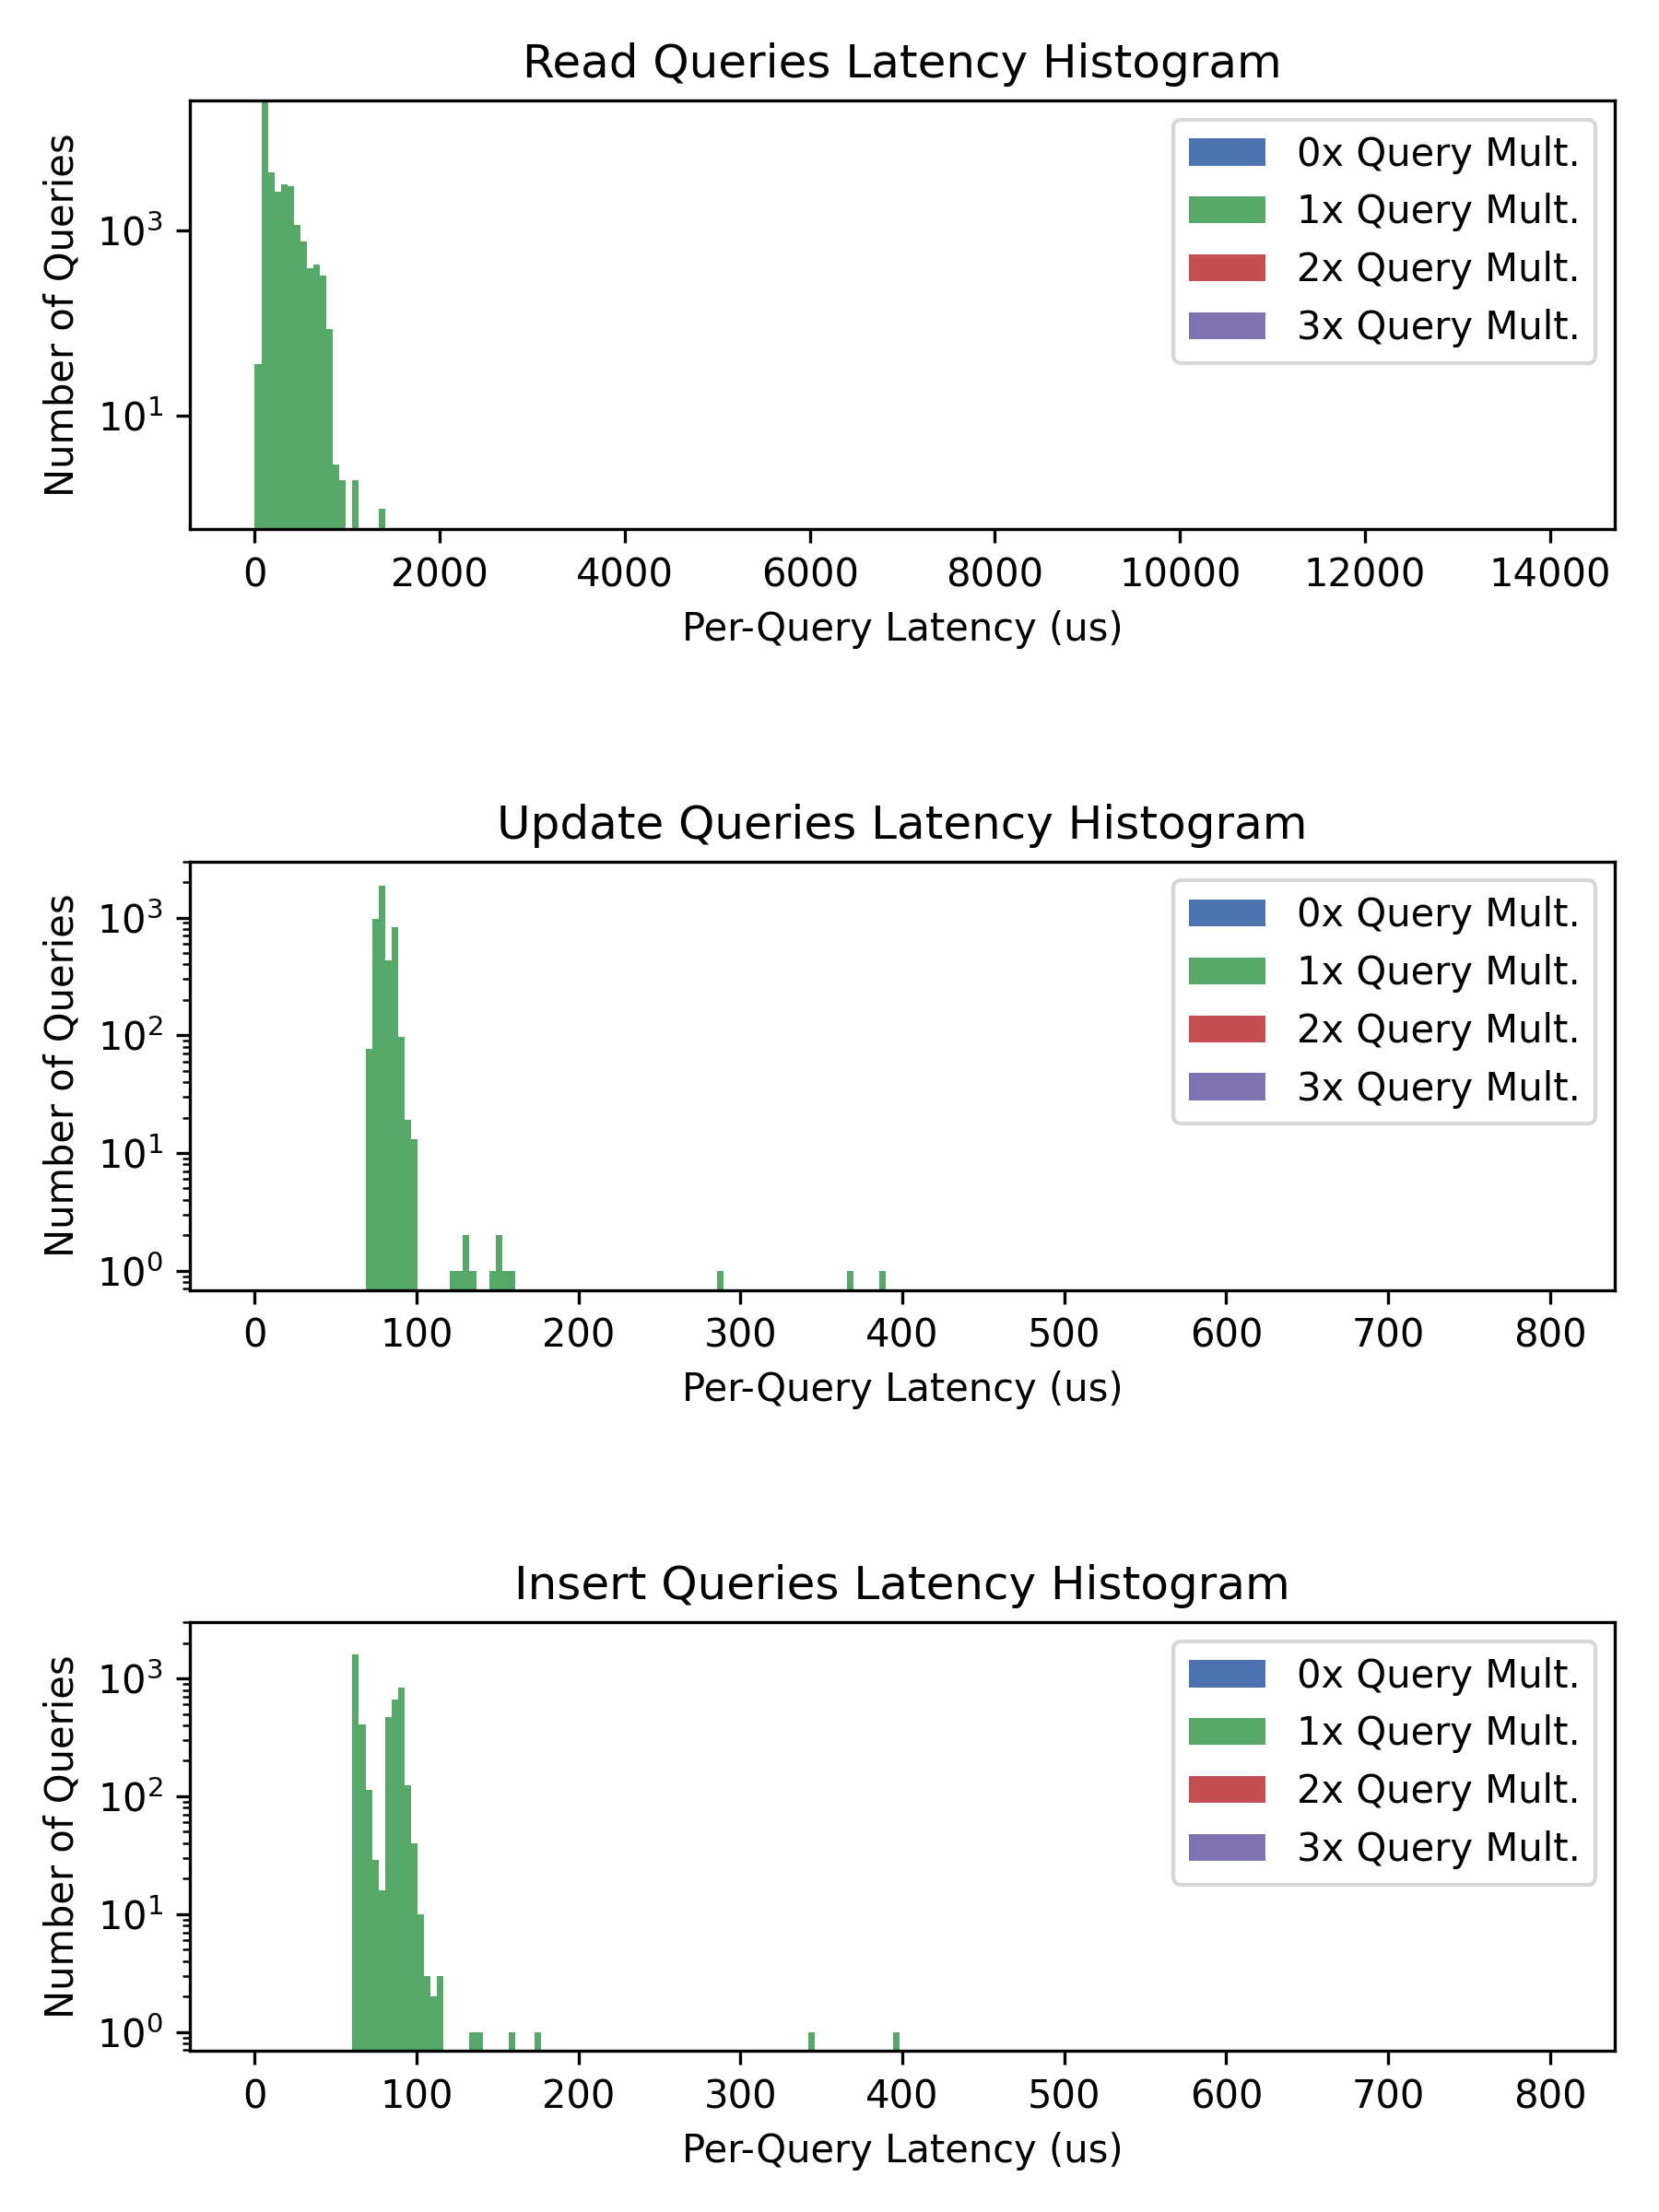 Read Queries Latency Histogram
Number of Queries
10³
10¹
0x Query Mult.
1x Query Mult.
2x Query Mult.
3x Query Mult.
0 2000 4000 6000 8000 10000 12000 14000
Per-Query Latency (us)
Update Queries Latency Histogram
Number of Queries
10³
10²
10¹
10⁰
0x Query Mult.
1x Query Mult.
2x Query Mult.
3x Query Mult.
0 100 200 300 400 500 600 700 800
Per-Query Latency (us)
Insert Queries Latency Histogram
Number of Queries
10³
10²
10¹
10⁰
0x Query Mult.
1x Query Mult.
2x Query Mult.
3x Query Mult.
0 100 200 300 400 500 600 700 800
Per-Query Latency (us)